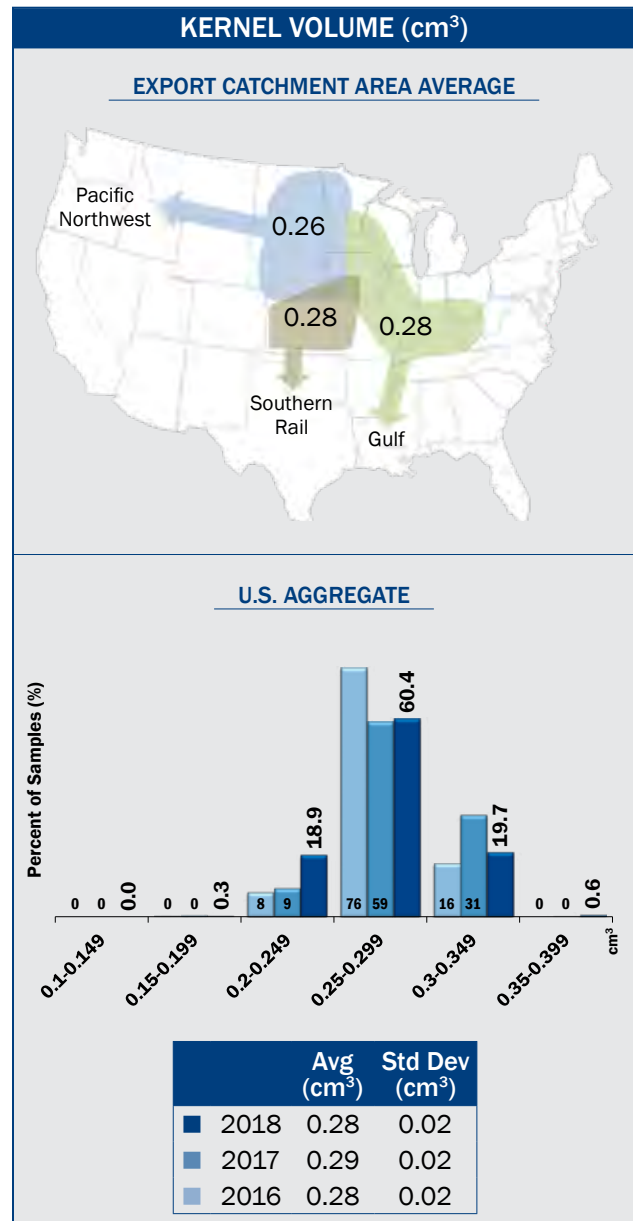 KERNEL VOLUME (cm³)
EXPORT CATCHMENT AREA AVERAGE
Pacific
Northwest
0.26
0.28
0.28
Southern
Rail
Gulf
U.S. AGGREGATE
Percent of Samples (%)
0 0 0.0
0 0 0.3
8 9 18.9
76 59 60.4
16 31 19.7
0 0 0.6
0.1-0.149
0.15-0.199
0.2-0.249
0.25-0.299
0.3-0.349
0.35-0.399
cm³
Avg Std Dev
(cm³) (cm³)
2018 0.28 0.02
2017 0.29 0.02
2016 0.28 0.02